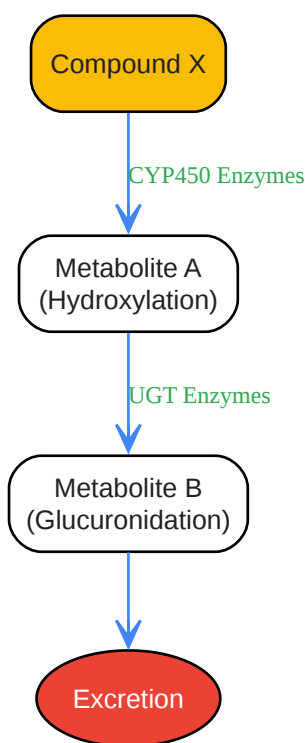 Compound X
CYP450 Enzymes
Metabolite A
(Hydroxylation)
UGT Enzymes
Metabolite B
(Glucuronidation)
Excretion